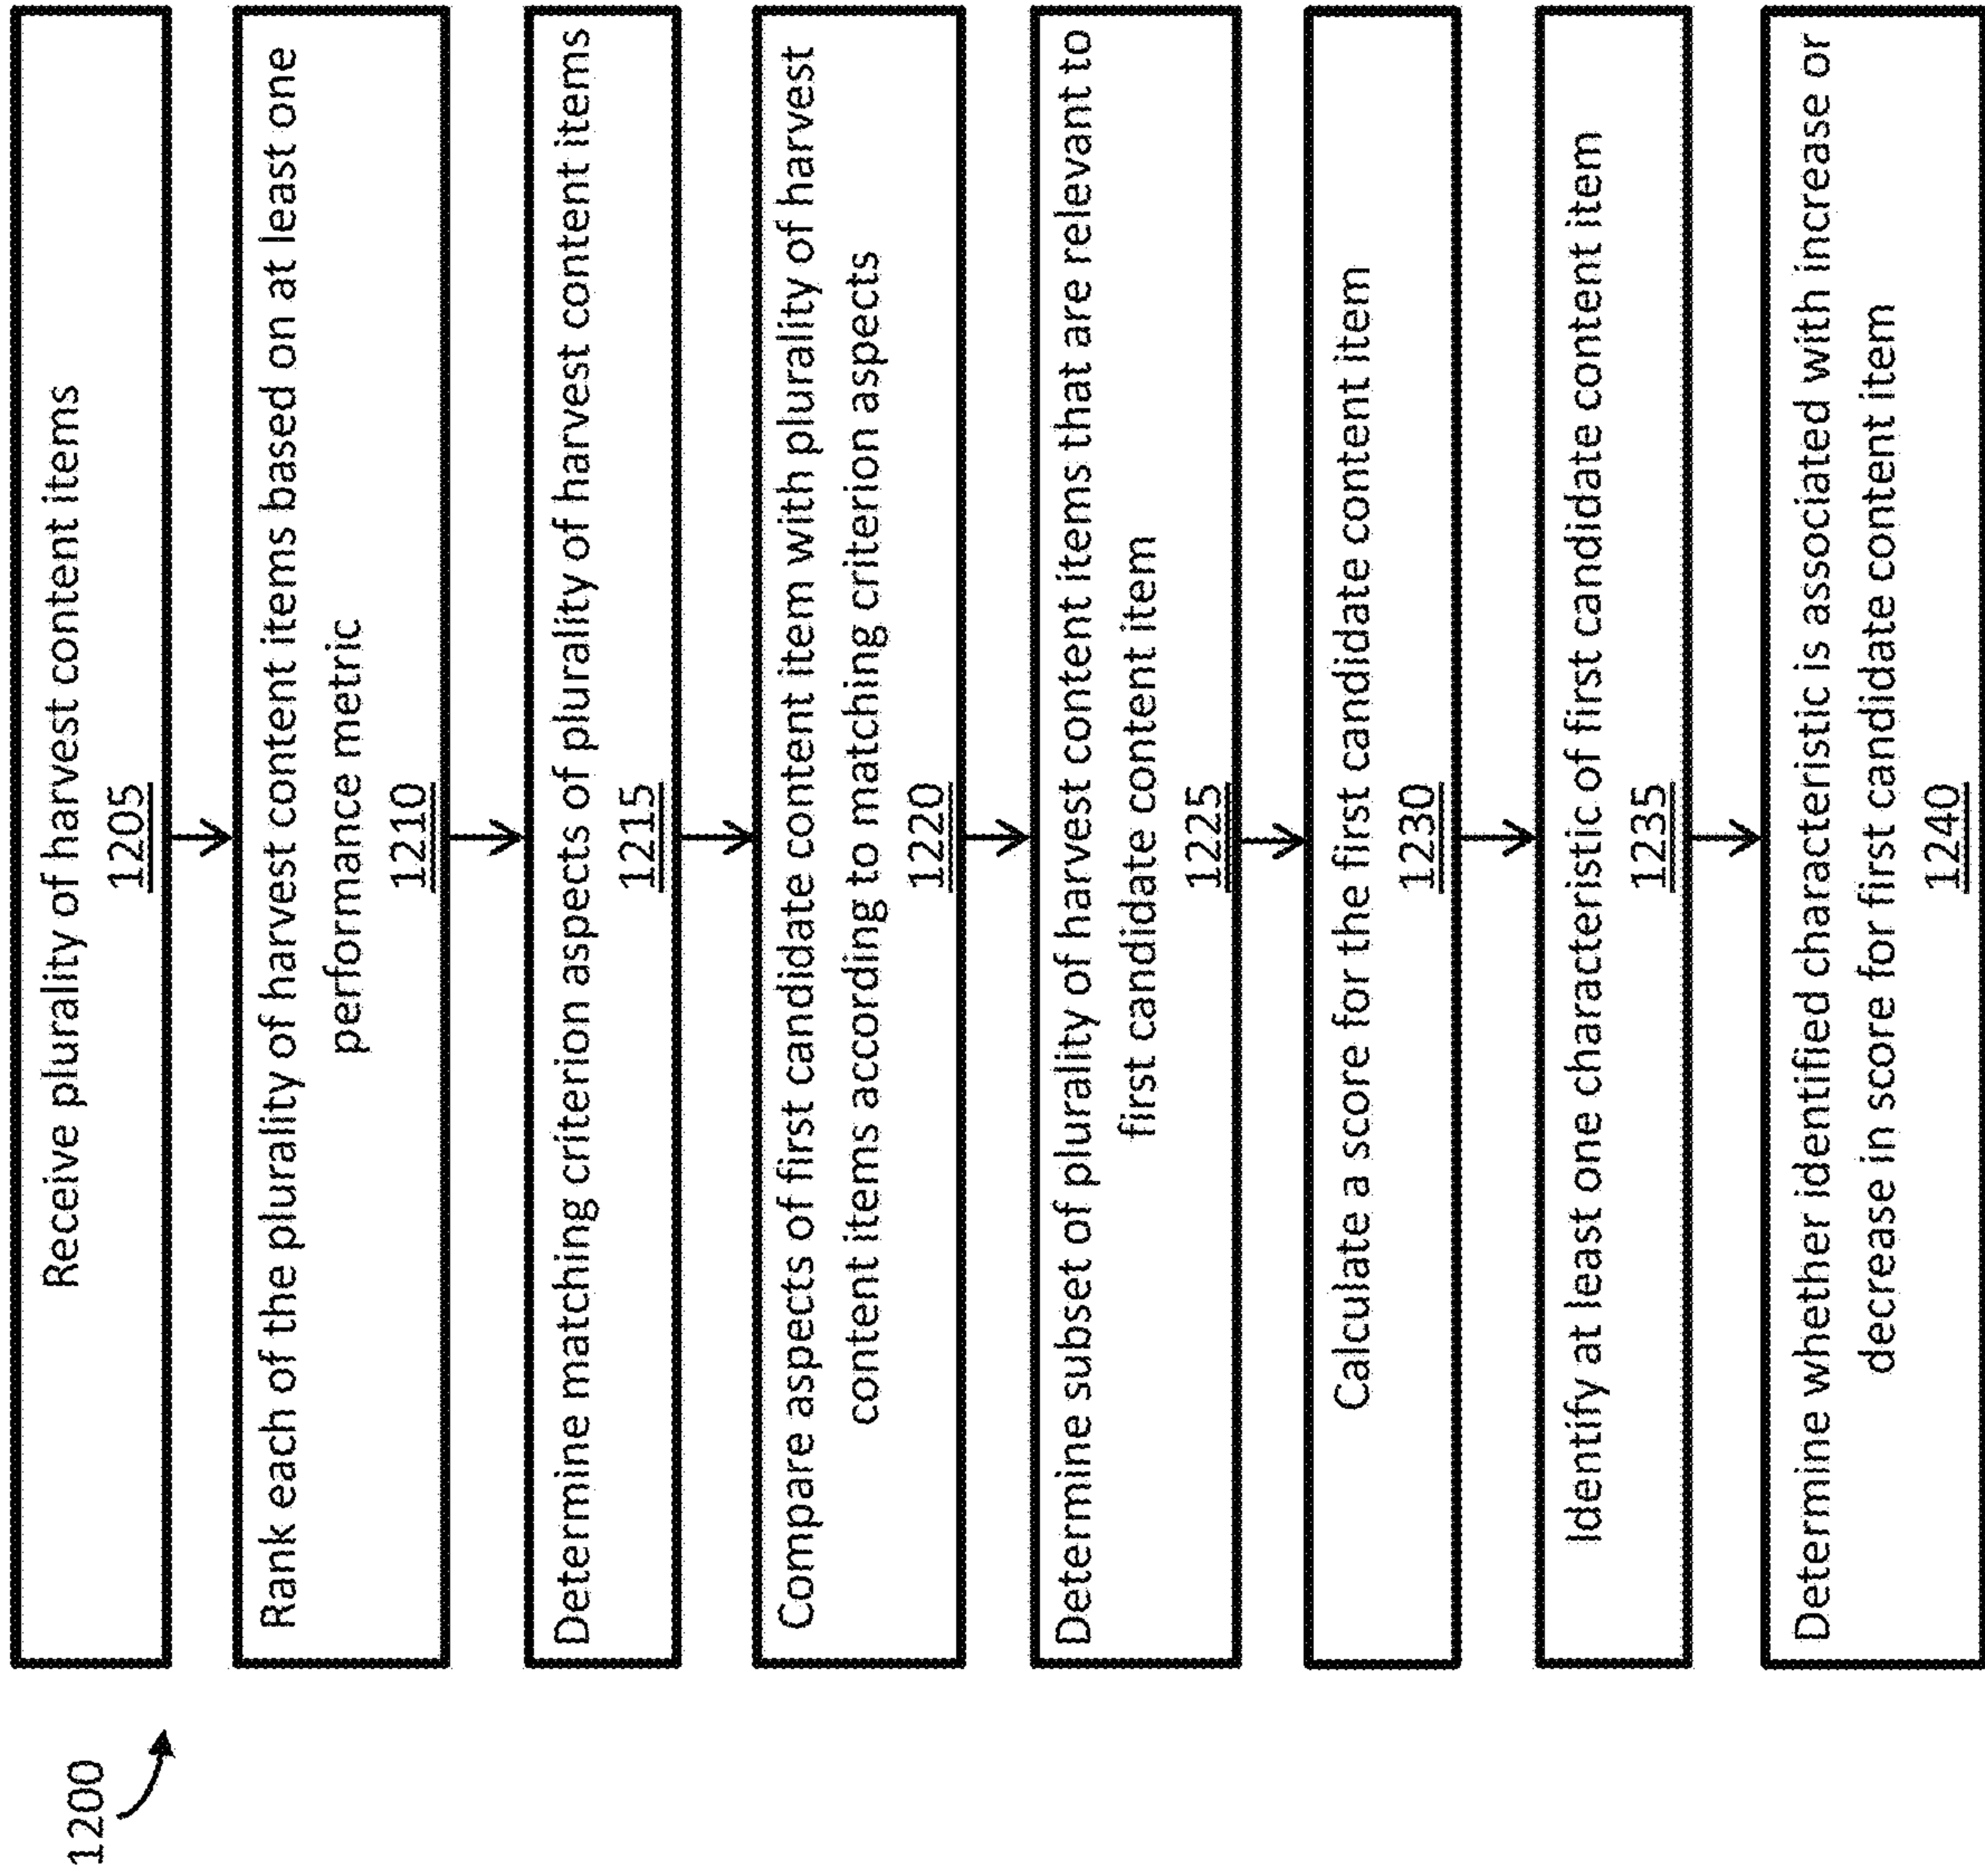 1200
Receive plurality of harvest content items
1205
Rank each of the plurality of harvest content items based on at least one
performance metric
1210
Determine matching criterion aspects of plurality of harvest content items
1215
Compare aspects of first candidate content item with plurality of harvest
content items according to matching criterion aspects
1220
Determine subset of plurality of harvest content items that are relevant to
first candidate content item
1225
Calculate a score for the first candidate content item
1230
Identify at least one characteristic of first candidate content item
1235
Determine whether identified characteristic is associated with increase or
decrease in score for first candidate content item
1240